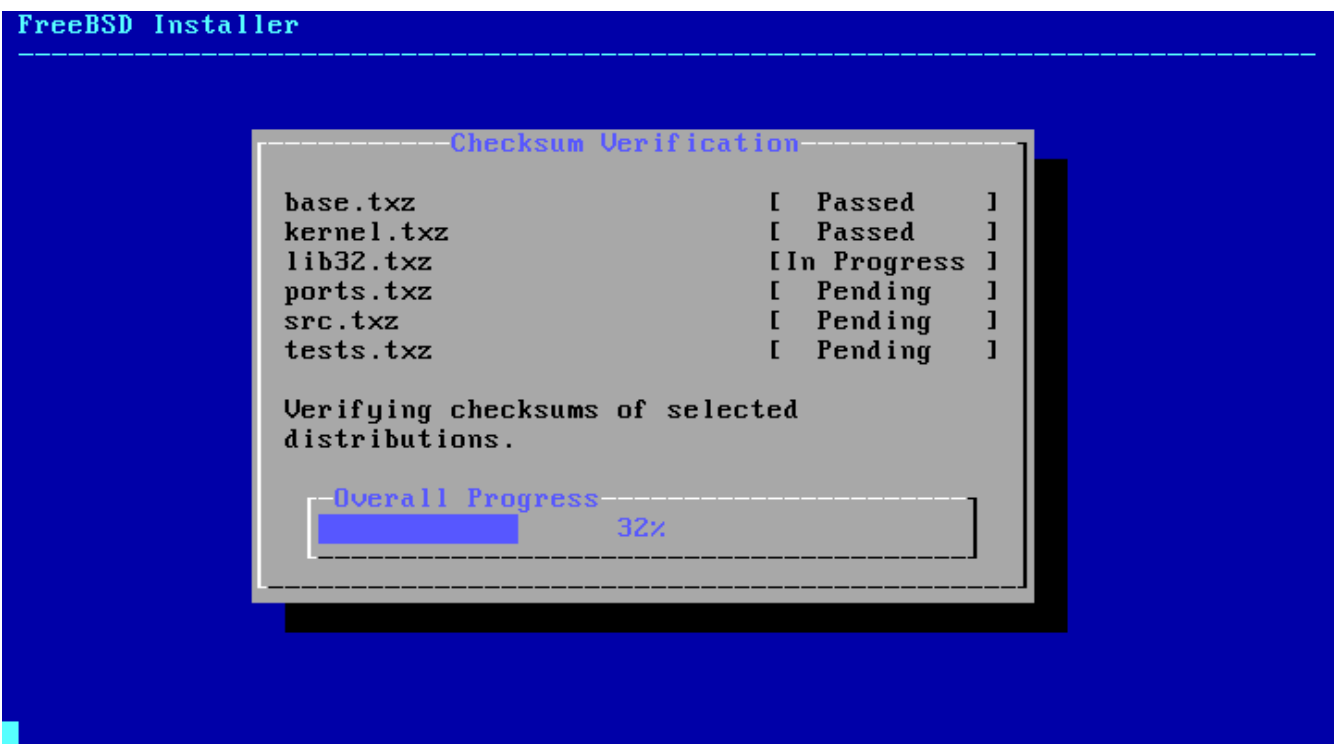 FreeBSD Installer
Checksum Verification
base.txz [ Passed ]
kernel.txz [ Passed ]
lib32.txz [In Progress ]
ports.txz [ Pending ]
src.txz [ Pending ]
tests.txz [ Pending ]
Verifying checksums of selected
distributions.
Overall Progress
32%